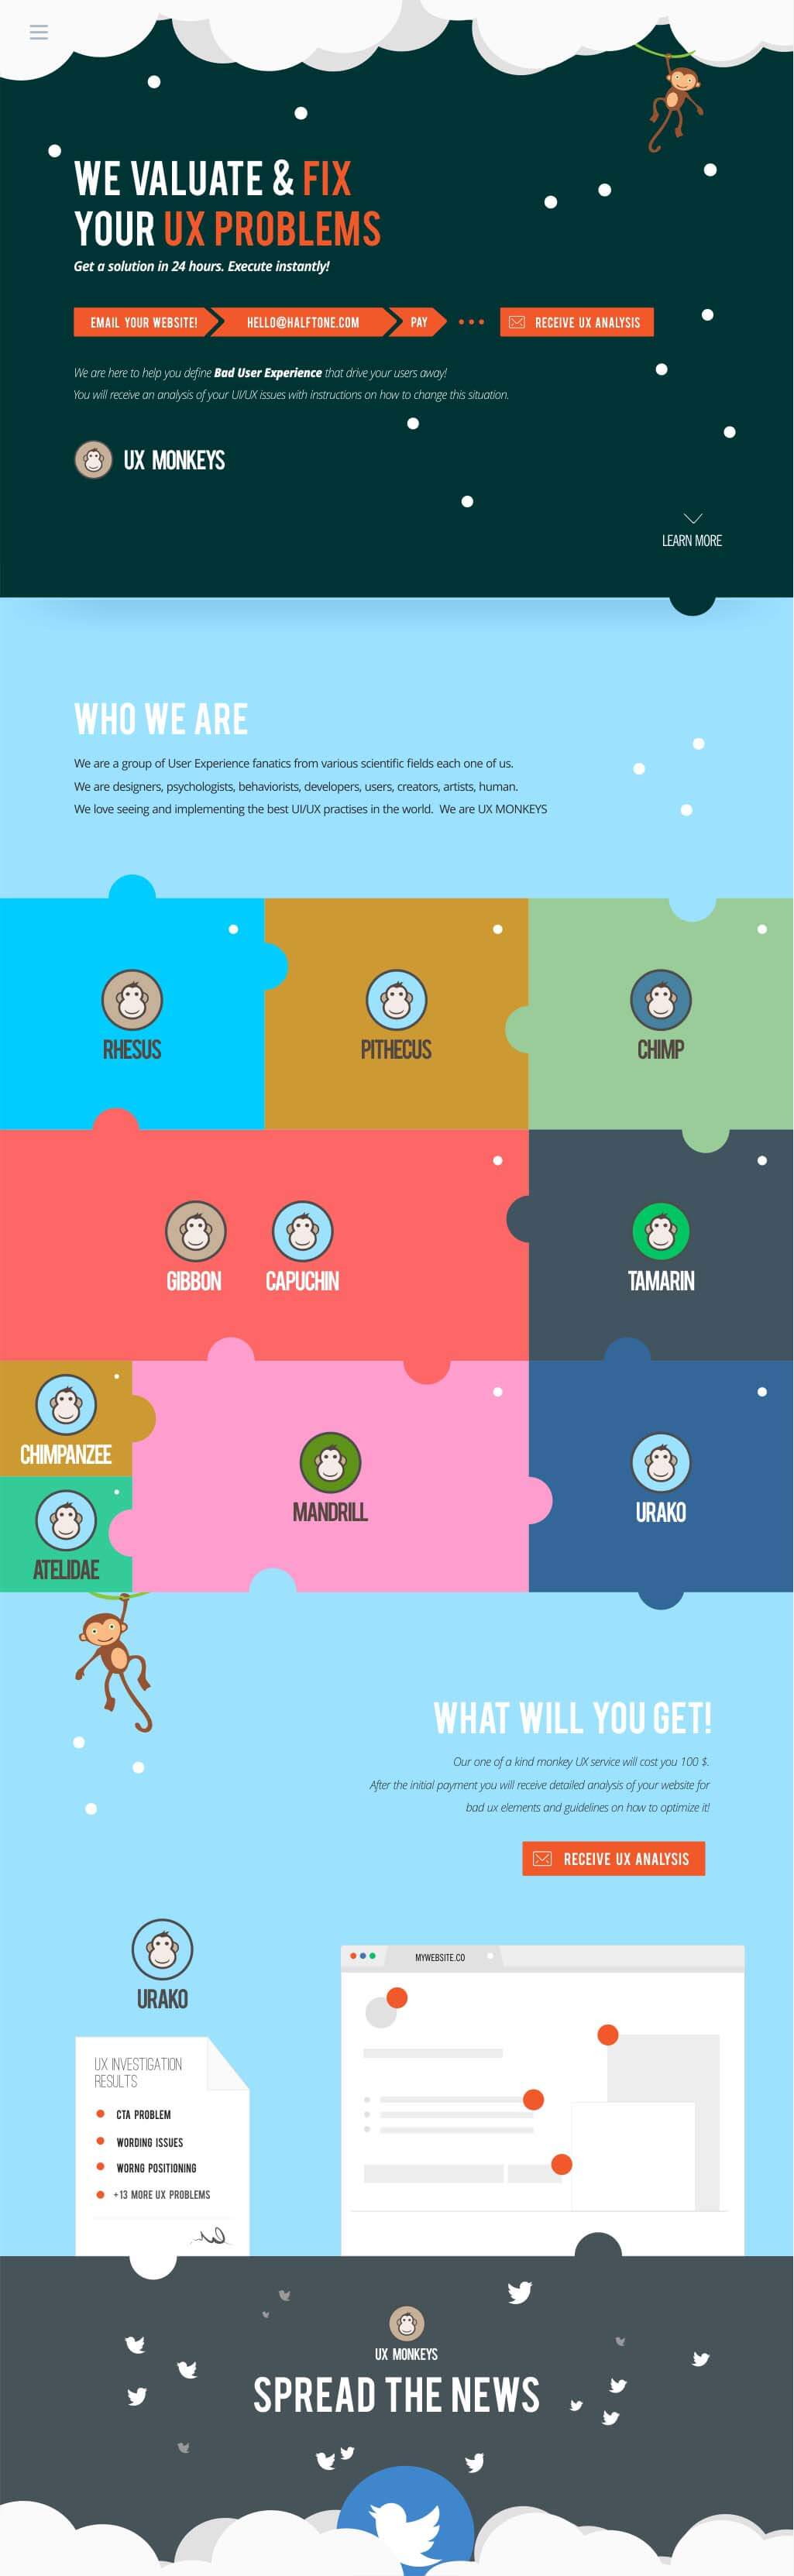 WE VALUATE & FIX
YOUR UX PROBLEMS
Get a solution in 24 hours. Execute instantly!
EMAIL YOUR WEBSITE!
HELLO@HALFTONE.COM
PAY
RECEIVE UX ANALYSIS
We are here to help you define Bad User Experience that drive your users away!
You will receive an analysis of your UI/UX issues with instructions on how to change this situation.
UX MONKEYS
LEARN MORE
WHO WE ARE
We are a group of User Experience fanatics from various scientific fields each one of us.
We are designers, psychologists, behaviorists, developers, users, creators, artists, human.
We love seeing and implementing the best UI/UX practises in the world. We are UX MONKEYS
RHESUS
PITHECUS
CHIMP
GIBBON
CAPUCHIN
TAMARIN
CHIMPANZEE
MANDRILL
URAKO
ATELIDAE
WHAT WILL YOU GET!
Our one of a kind monkey UX service will cost you 100 $.
After the initial payment you will receive detailed analysis of your website for
bad ux elements and guidelines on how to optimize it!
RECEIVE UX ANALYSIS
URAKO
MYWEBSITE.CO
UX INVESTIGATION
RESULTS
CTA PROBLEM
WORDING ISSUES
WORNG POSITIONING
+13 MORE UX PROBLEMS
UX MONKEYS
SPREAD THE NEWS